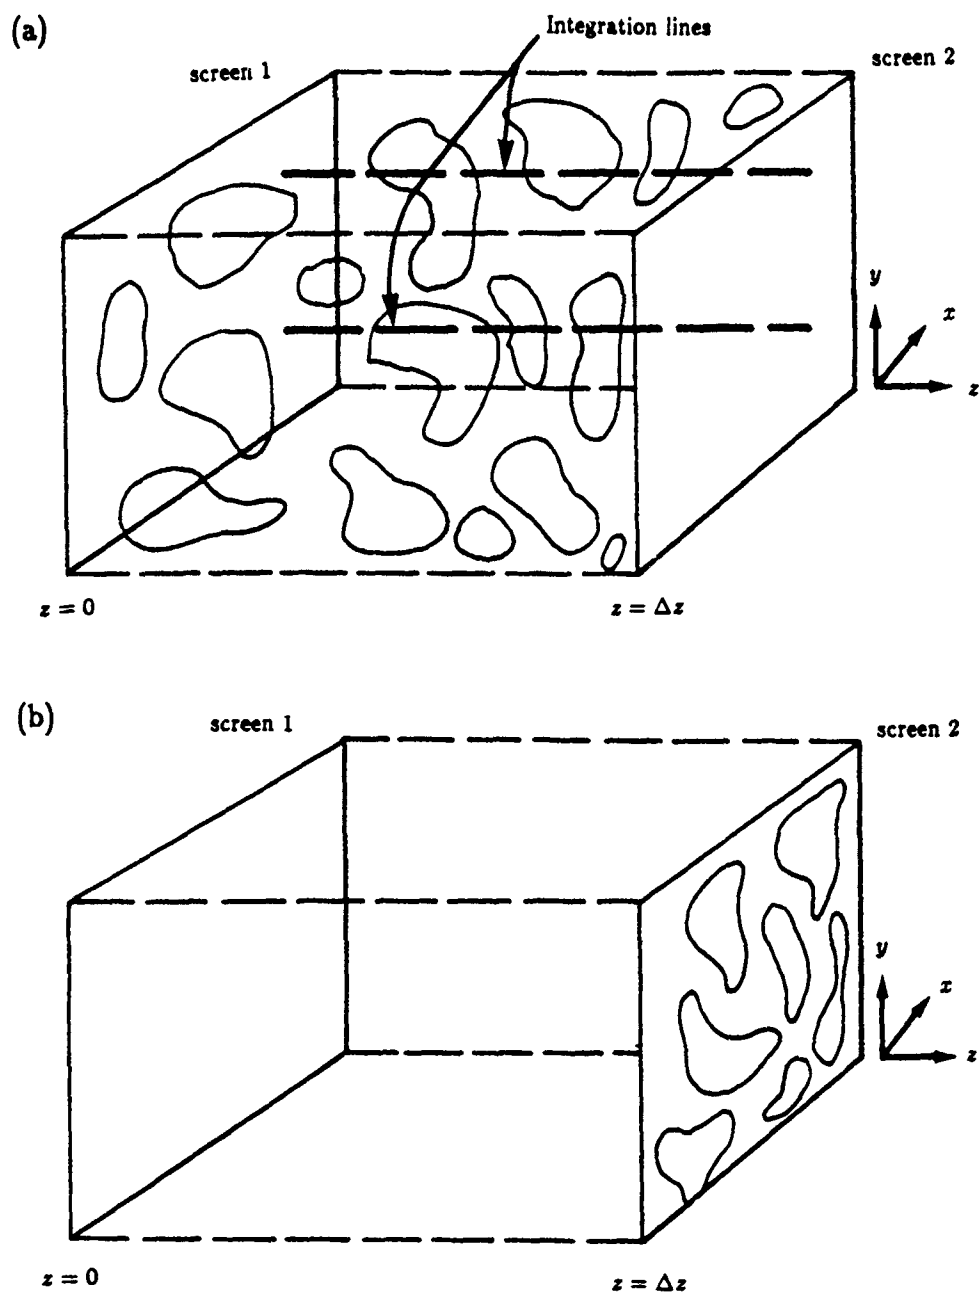 (a)
Integration lines
screen 1
screen 2
y
x
z
z = 0
z = Δz
(b)
screen 1
screen 2
y
x
z
z = 0
z = Δz